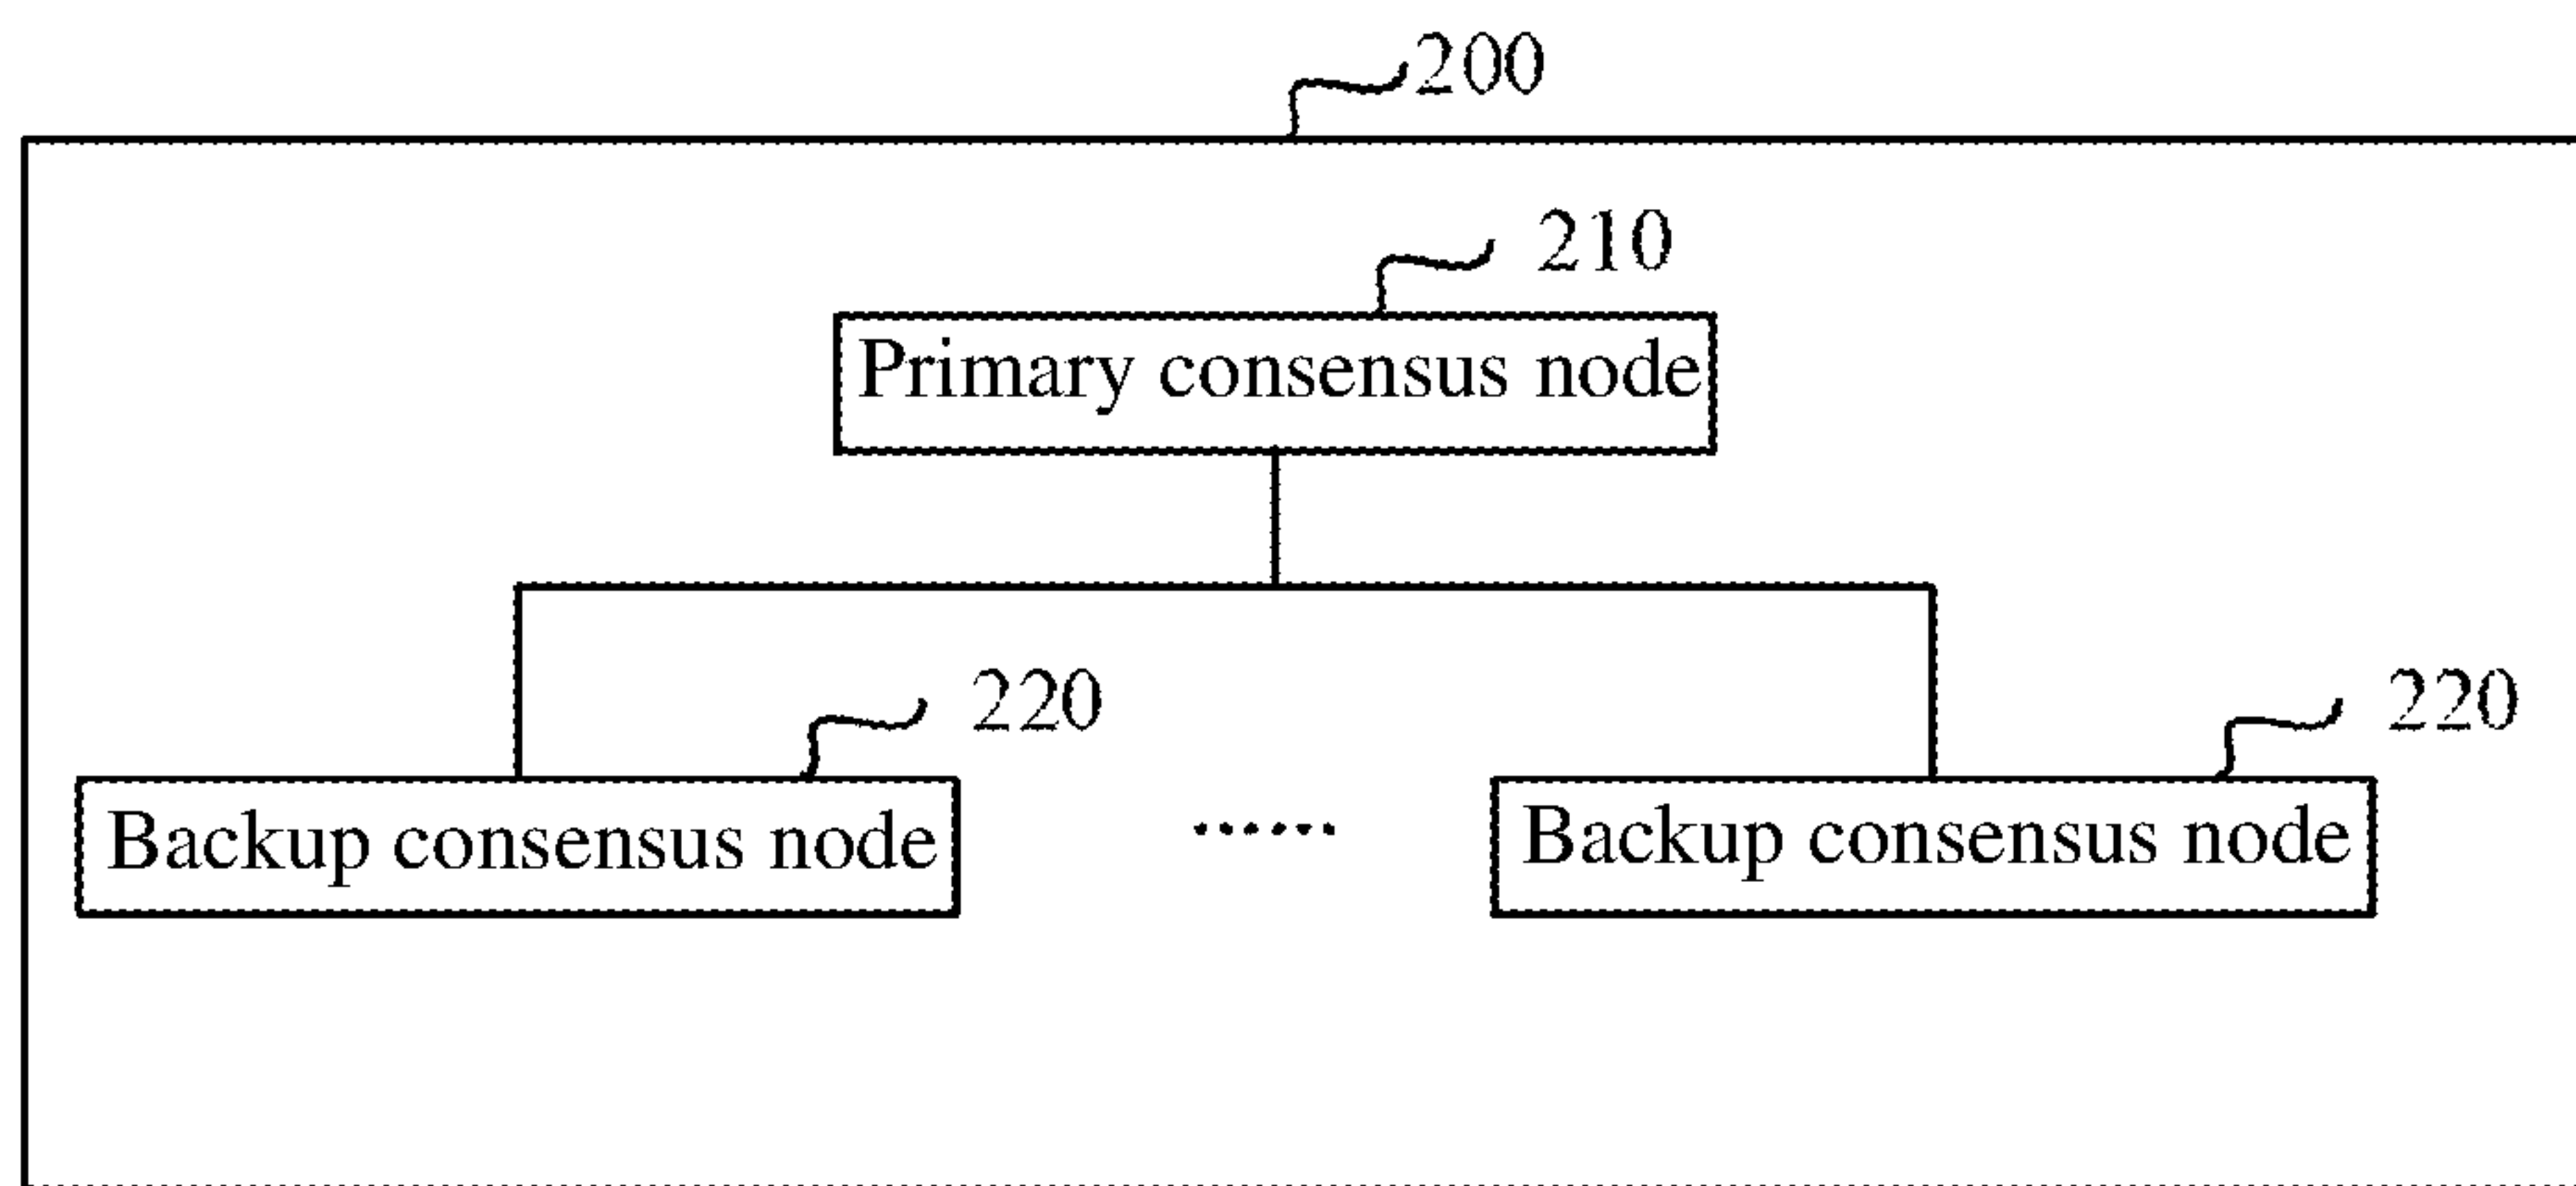 200
210
Primary consensus node
220
220
Backup consensus node
......
Backup consensus node